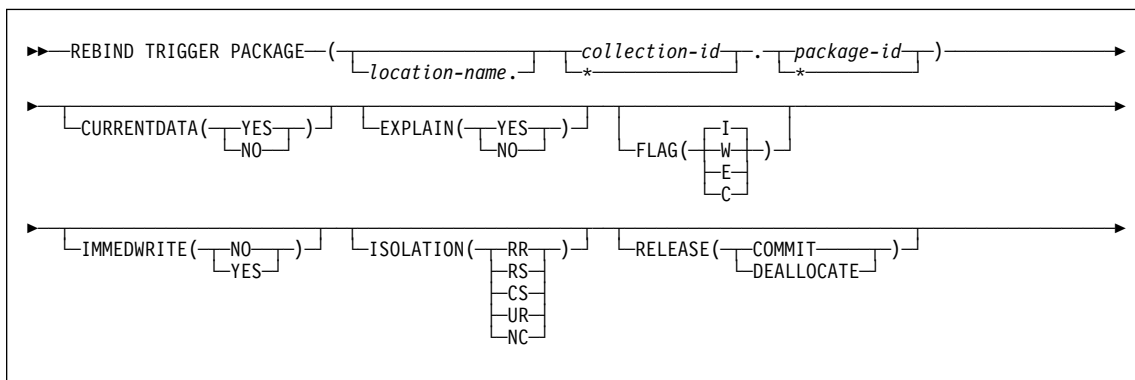 REBIND TRIGGER PACKAGE ( location-name. collection-id . package-id )
* *
CURRENTDATA( YES ) EXPLAIN( YES ) FLAG( I )
NO NO W
E
C
IMMEDWRITE( NO ) ISOLATION( RR ) RELEASE( COMMIT )
YES RS DEALLOCATE
CS
UR
NC